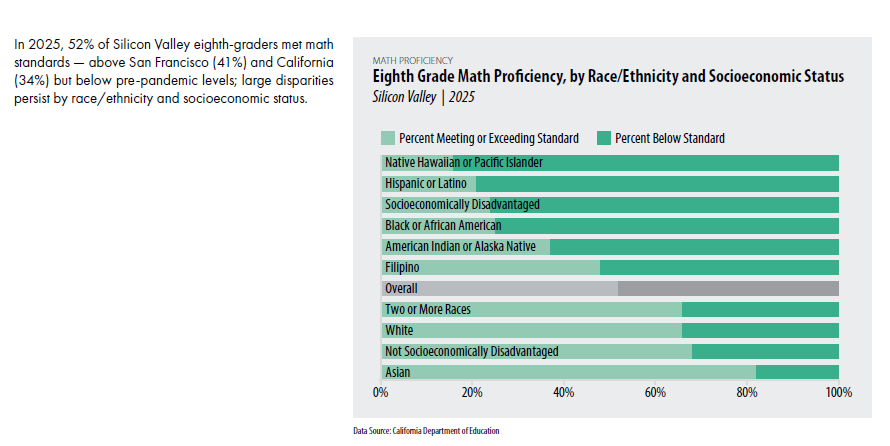 In 2025, 52% of Silicon Valley eighth-graders met math
standards — above San Francisco (41%) and California
(34%) but below pre-pandemic levels; large disparities
persist by race/ethnicity and socioeconomic status.
MATH PROFICIENCY
Eighth Grade Math Proficiency, by Race/Ethnicity and Socioeconomic Status
Silicon Valley | 2025
Percent Meeting or Exceeding Standard Percent Below Standard
Native Hawaiian or Pacific Islander
Hispanic or Latino
Socioeconomically Disadvantaged
Black or African American
American Indian or Alaska Native
Filipino
Overall
Two or More Races
White
Not Socioeconomically Disadvantaged
Asian
0% 20% 40% 60% 80% 100%
Data Source: California Department of Education